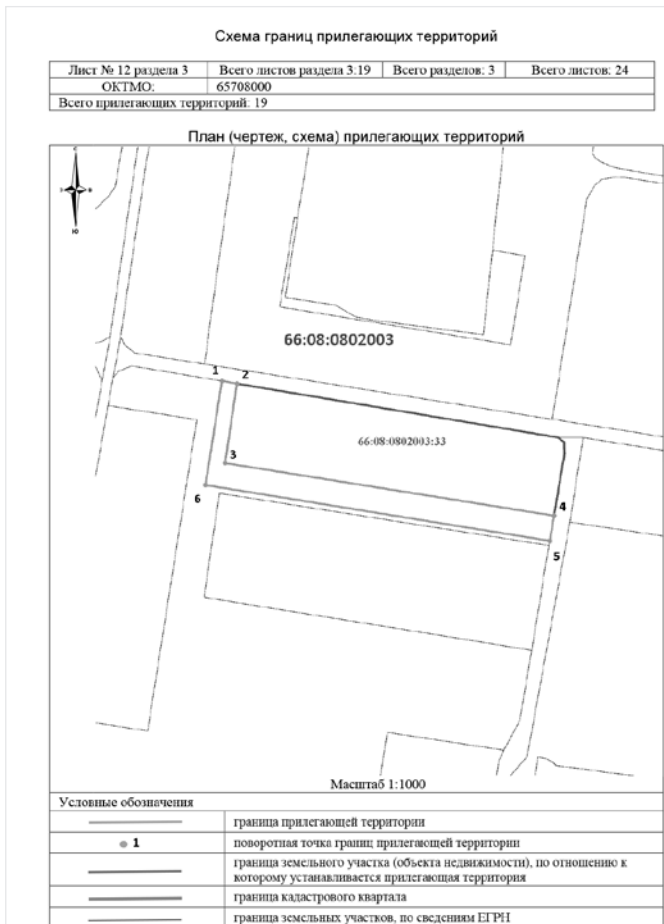 Схема границ прилегающих территорий
Лист № 12 раздела 3 Всего листов раздела 3:19 Всего разделов: 3 Всего листов: 24
ОКТМО: 65708000
Всего прилегающих территорий: 19
План (чертеж, схема) прилегающих территорий
С
З В
Ю
66:08:0802003
1 2
66:08:0802003:33
3
6
4
5
Масштаб 1:1000
Условные обозначения
граница прилегающей территории
1 поворотная точка границ прилегающей территории
граница земельного участка (объекта недвижимости), по отношению к
которому устанавливается прилегающая территория
граница кадастрового квартала
граница земельных участков, по сведениям ЕГРН